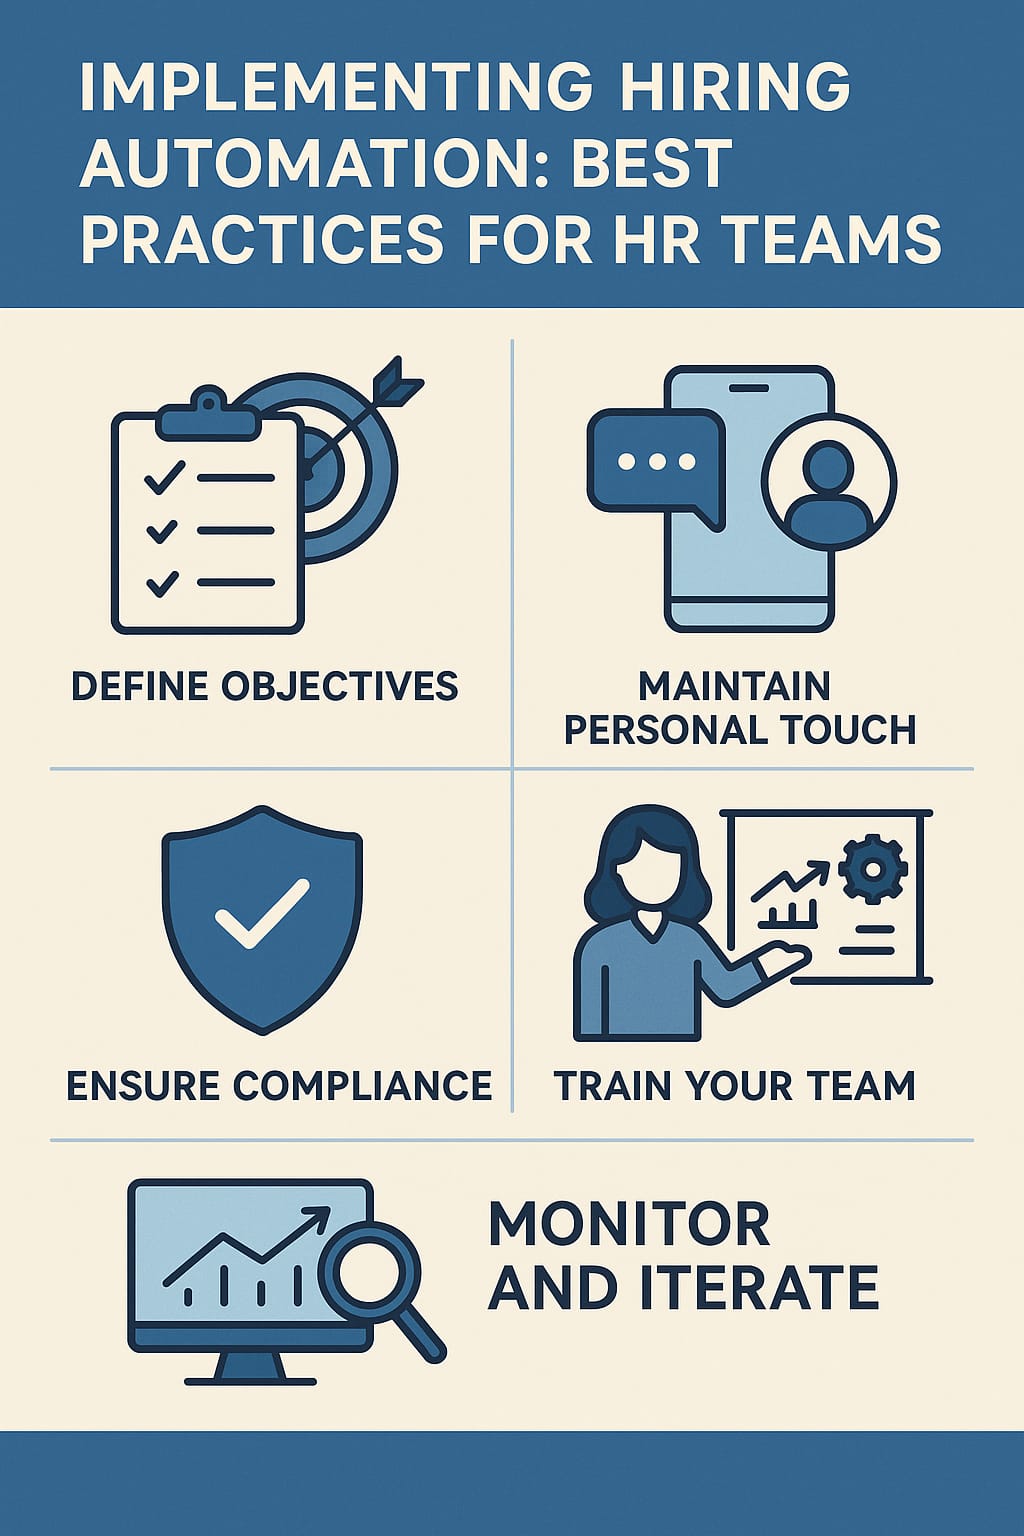 IMPLEMENTING HIRING
AUTOMATION: BEST
PRACTICES FOR HR TEAMS
DEFINE OBJECTIVES
MAINTAIN
PERSONAL TOUCH
ENSURE COMPLIANCE
TRAIN YOUR TEAM
MONITOR
AND ITERATE